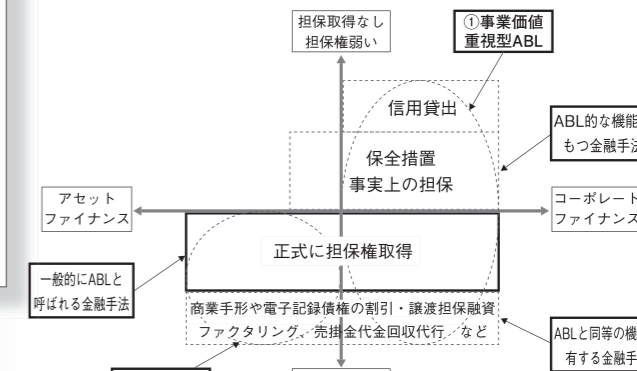 担保取得なし
担保権弱い
①事業価値
重視型ABL
信用貸出
ABL的な機能
もつ金融手法
保全措置
事実上の担保
アセット
ファイナンス
コーポレート
ファイナンス
正式に担保権取得
一般的にABLと
呼ばれる金融手法
商業手形や電子記録債権の割引・譲渡担保融資
ファクタリング、売掛金代金回収代行 など
ABLと同等の機
有する金融手